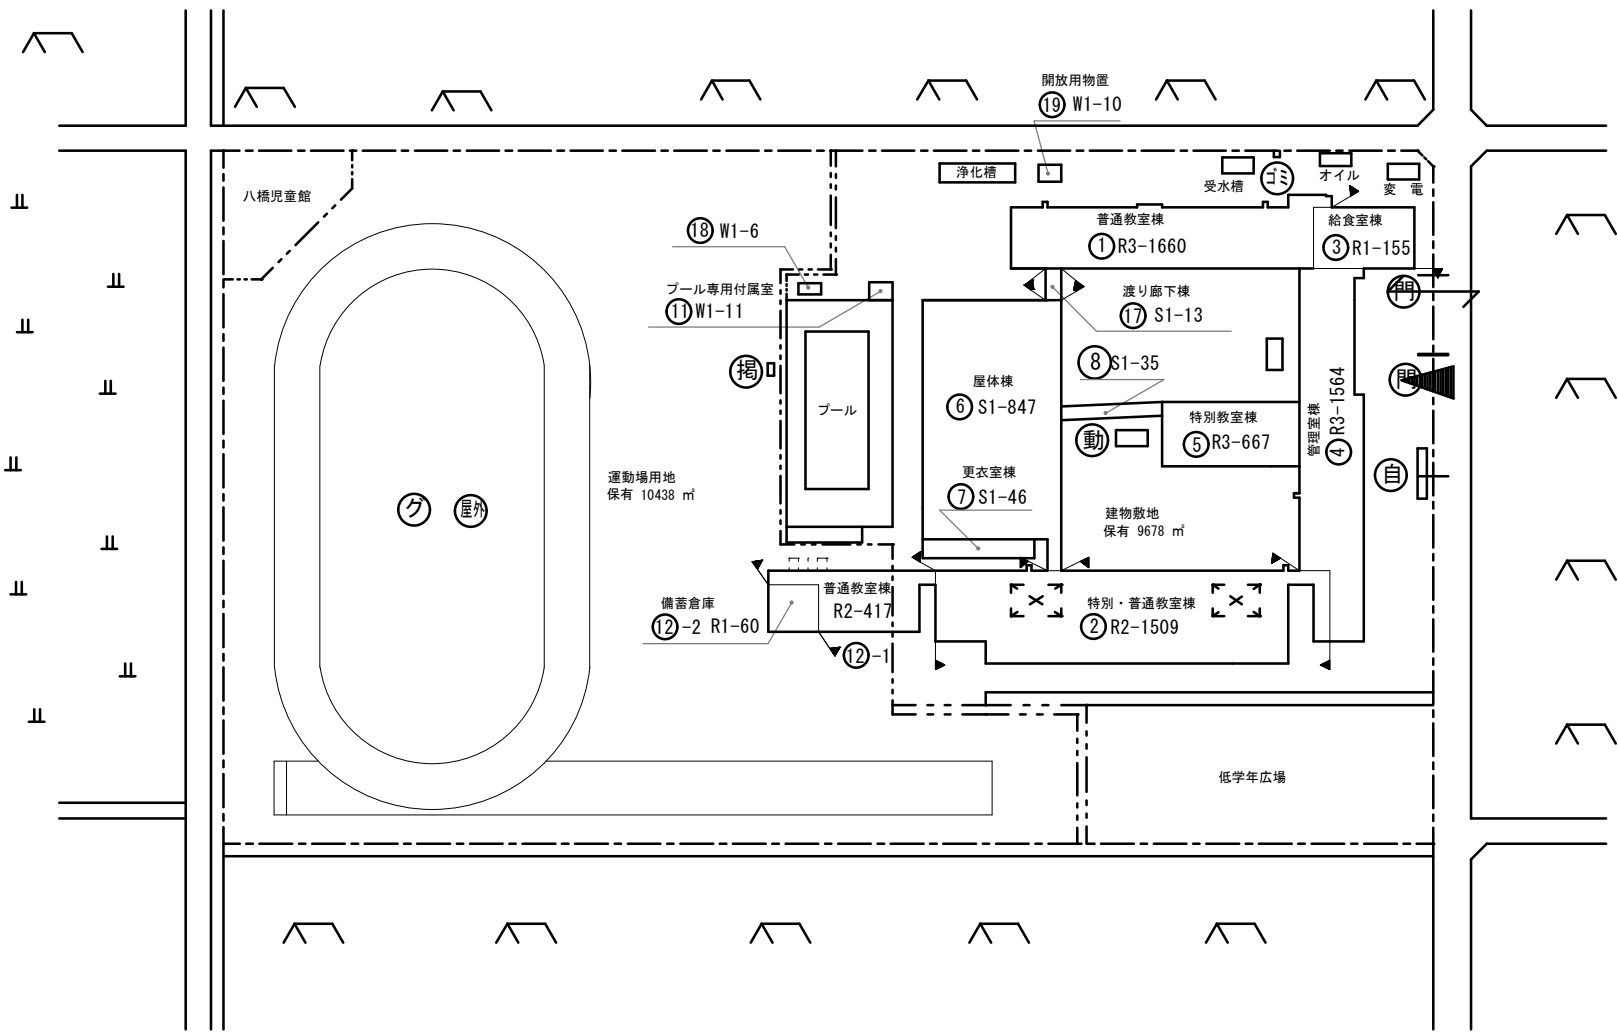 開放用物置
⑲ W1-10
浄化槽
受水槽
ゴミ
オイル
変電
八橋児童館
普通教室棟
① R3-1660
給食室棟
③ R1-155
⑱ W1-6
プール専用付属室
⑪ W1-11
渡り廊下棟
⑰ S1-13
門
⑧ S1-35
掲
プール
屋体棟
⑥ S1-847
特別教室棟
⑤ R3-667
動
管理室棟
④ R3-1564
門
自
運動場用地
保有 10438 ㎡
グ
屋外
更衣室棟
⑦ S1-46
建物敷地
保有 9678 ㎡
備蓄倉庫
⑫-2 R1-60
普通教室棟
R2-417
⑫-1
特別・普通教室棟
② R2-1509
低学年広場